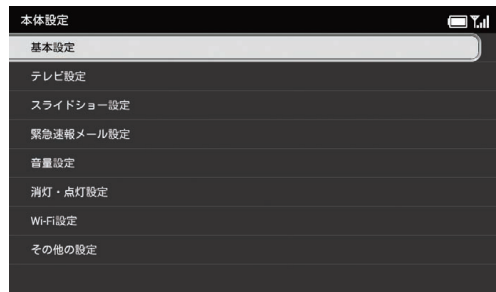 本体設定
基本設定
テレビ設定
スライドショー設定
緊急速報メール設定
音量設定
消灯・点灯設定
Wi-Fi設定
その他の設定